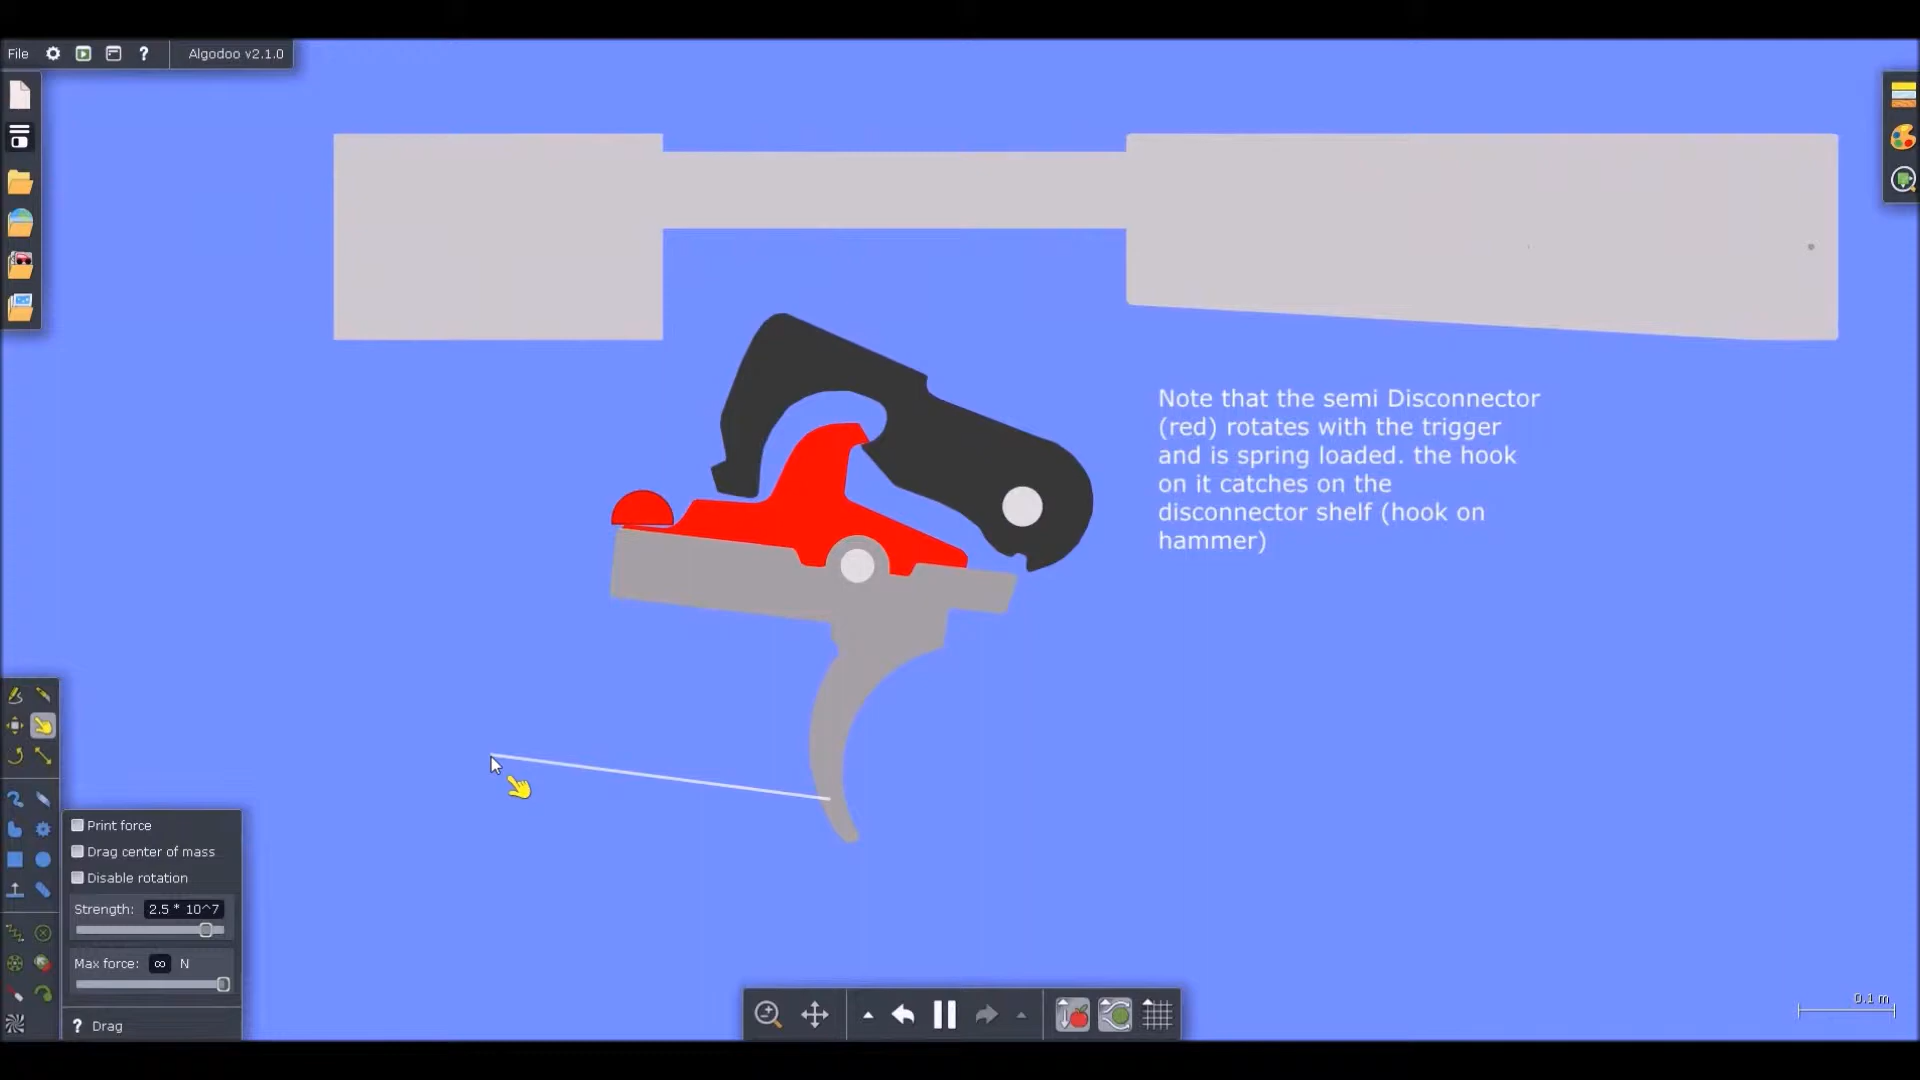 File
? Algodoo v2.1.0
Note that the semi Disconnector
(red) rotates with the trigger
and is spring loaded. the hook
on it catches on the
disconnector shelf (hook on
hammer)
Print force
Drag center of mass
Disable rotation
Strength: 2.5 * 10^7
Max force: ∞ N
? Drag
0.1 m